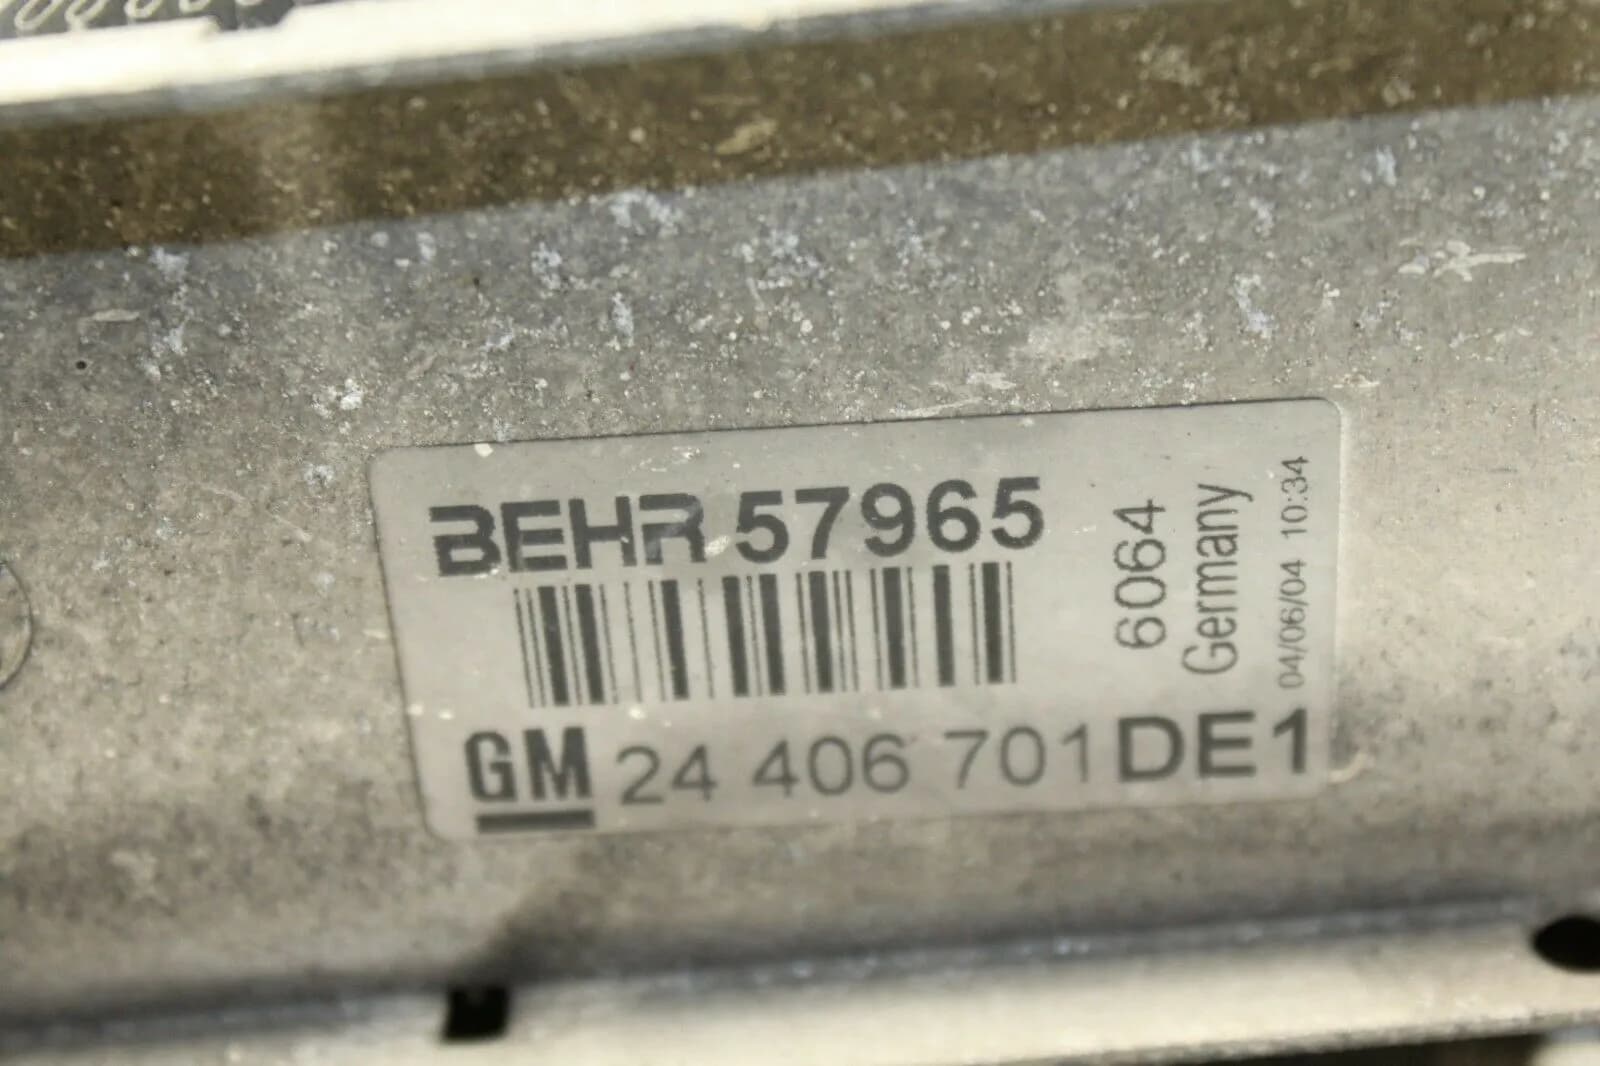 BEHR 57965
GM 24 406 701 DE1
6064
Germany
04/06/04 10:34